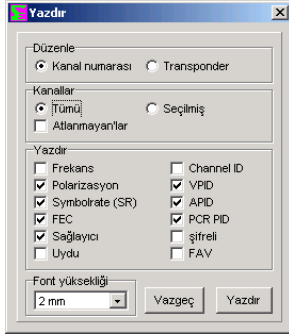 Yazdır
Düzenle
Kanal numarası Transponder
Kanallar
Tümü Seçilmiş
Atlanmayan'lar
Yazdır
Frekans Channel ID
Polarizasyon VPID
Symbolrate (SR) APID
FEC PCR PID
Sağlayıcı şifreli
Uydu FAV
Font yüksekliği
2 mm Vazgeç Yazdır